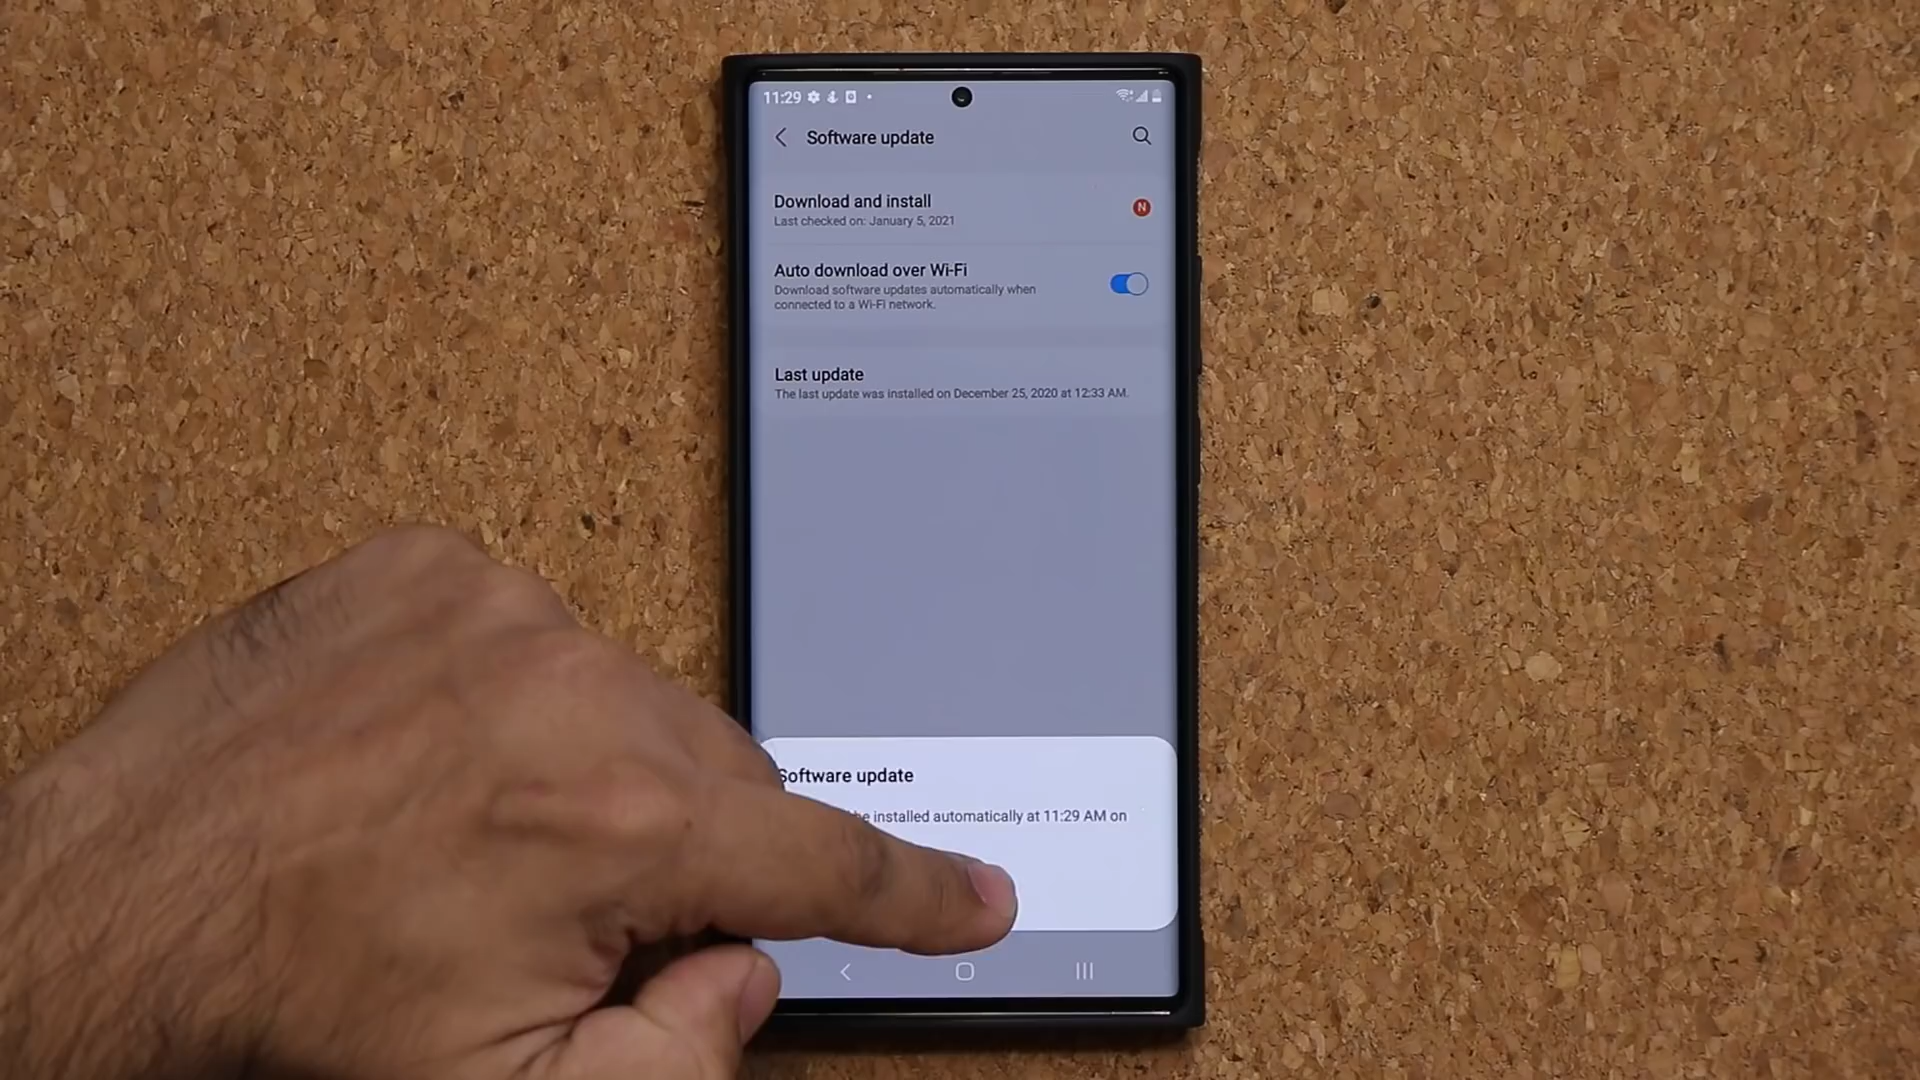 11:29
Software update
Download and install
Last checked on: January 5, 2021
N
Auto download over Wi-Fi
Download software updates automatically when
connected to a Wi-Fi network.
Last update
The last update was installed on December 25, 2020 at 12:33 AM.
Software update
be installed automatically at 11:29 AM on